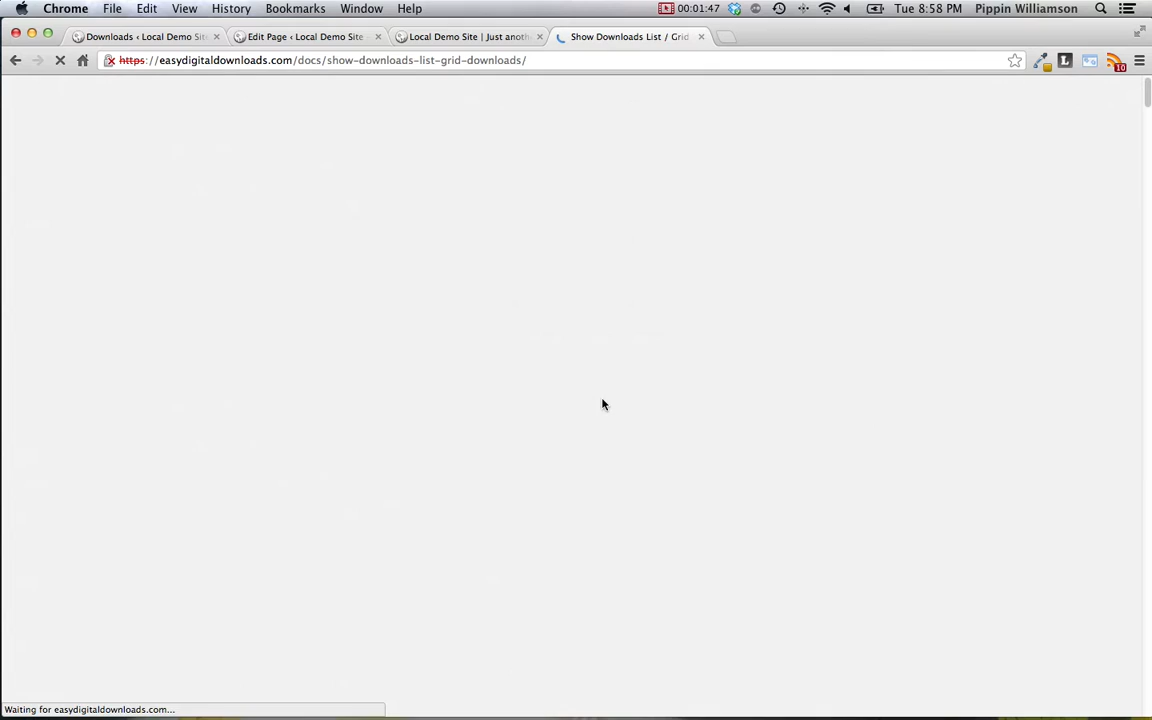 Chrome File Edit View History Bookmarks Window Help 00:01:47 Tue 8:58 PM Pippin Williamson
Downloads ‹ Local Demo Site Edit Page ‹ Local Demo Site Local Demo Site | Just anoth Show Downloads List / Grid
https://easydigitaldownloads.com/docs/show-downloads-list-grid-downloads/ L 10
Waiting for easydigitaldownloads.com...